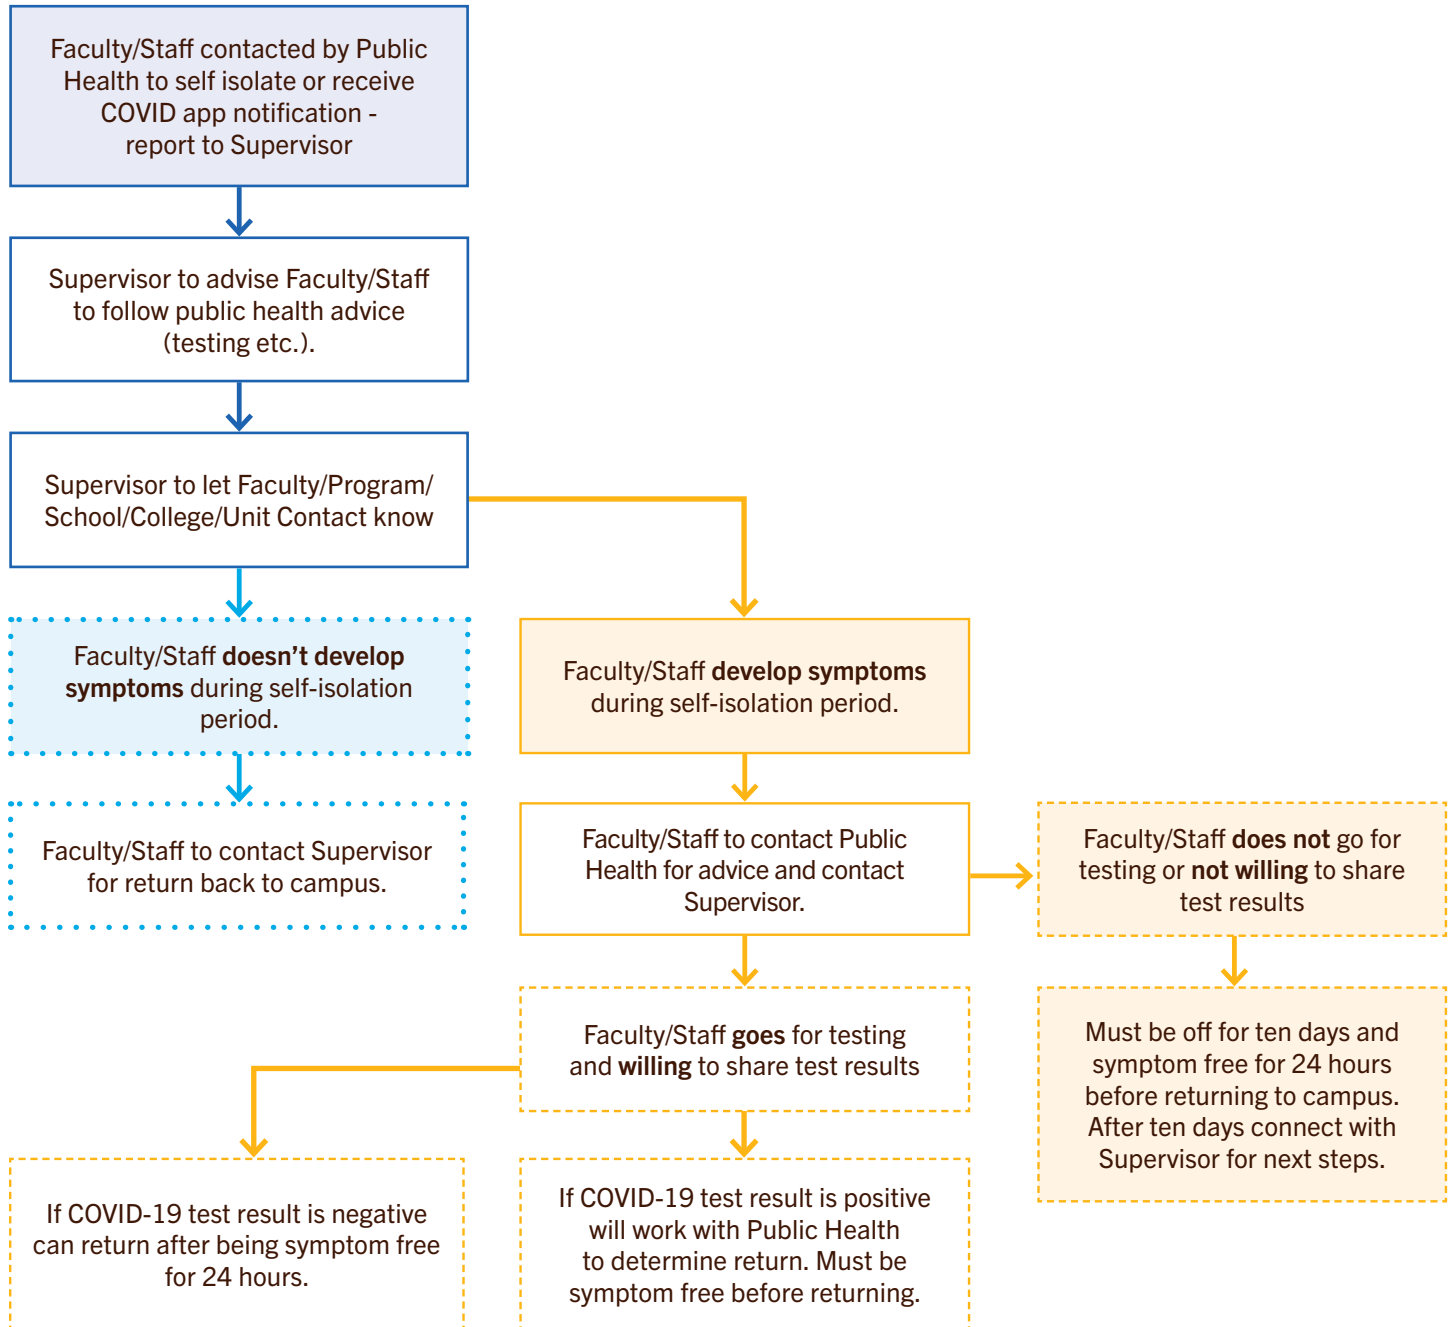 Faculty/Staff contacted by Public
Health to self isolate or receive
COVID app notification -
report to Supervisor
Supervisor to advise Faculty/Staff
to follow public health advice
(testing etc.).
Supervisor to let Faculty/Program/
School/College/Unit Contact know
Faculty/Staff doesn’t develop
symptoms during self-isolation
period.
Faculty/Staff develop symptoms
during self-isolation period.
Faculty/Staff to contact Supervisor
for return back to campus.
Faculty/Staff to contact Public
Health for advice and contact
Supervisor.
Faculty/Staff does not go for
testing or not willing to share
test results
Faculty/Staff goes for testing
and willing to share test results
Must be off for ten days and
symptom free for 24 hours
before returning to campus.
After ten days connect with
Supervisor for next steps.
If COVID-19 test result is negative
can return after being symptom free
for 24 hours.
If COVID-19 test result is positive
will work with Public Health
to determine return. Must be
symptom free before returning.